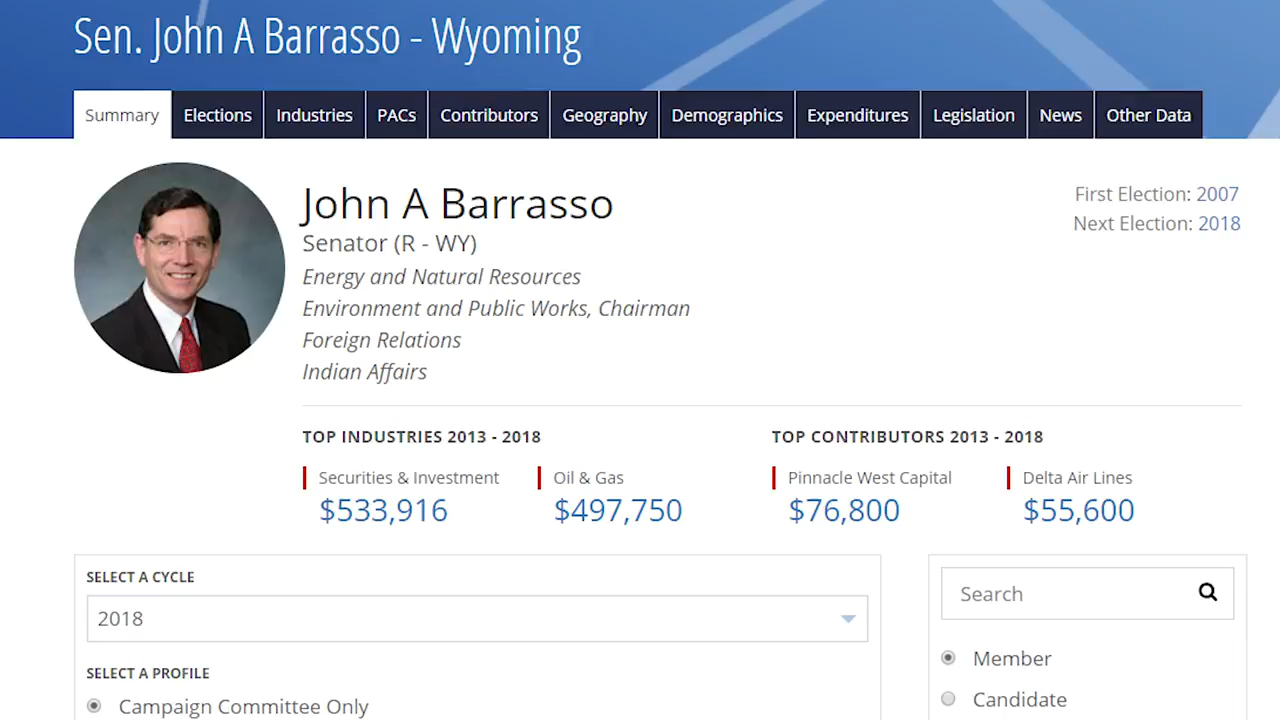 Sen. John A Barrasso - Wyoming
Summary Elections Industries PACs Contributors Geography Demographics Expenditures Legislation News Other Data
John A Barrasso
First Election: 2007
Next Election: 2018
Senator (R - WY)
Energy and Natural Resources
Environment and Public Works, Chairman
Foreign Relations
Indian Affairs
TOP INDUSTRIES 2013 - 2018
Securities & Investment
$533,916
Oil & Gas
$497,750
TOP CONTRIBUTORS 2013 - 2018
Pinnacle West Capital
$76,800
Delta Air Lines
$55,600
SELECT A CYCLE
2018
SELECT A PROFILE
Campaign Committee Only
Search
Member
Candidate